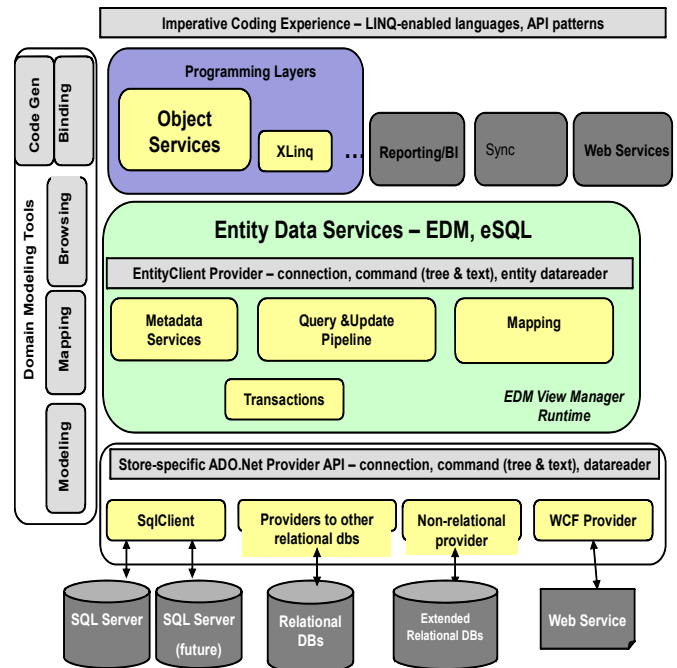 Imperative Coding Experience – LINQ-enabled languages, API patterns
Domain Modeling Tools
Code Gen
Binding
Browsing
Mapping
Modeling
Programming Layers
Object
Services
XLinq
...
Reporting/BI
Sync
Web Services
Entity Data Services – EDM, eSQL
EntityClient Provider – connection, command (tree & text), entity datareader
Metadata
Services
Query &Update
Pipeline
Mapping
Transactions
EDM View Manager
Runtime
Store-specific ADO.Net Provider API – connection, command (tree & text), datareader
SqlClient
Providers to other
relational dbs
Non-relational
provider
WCF Provider
SQL Server
SQL Server
(future)
Relational
DBs
Extended
Relational DBs
Web Service